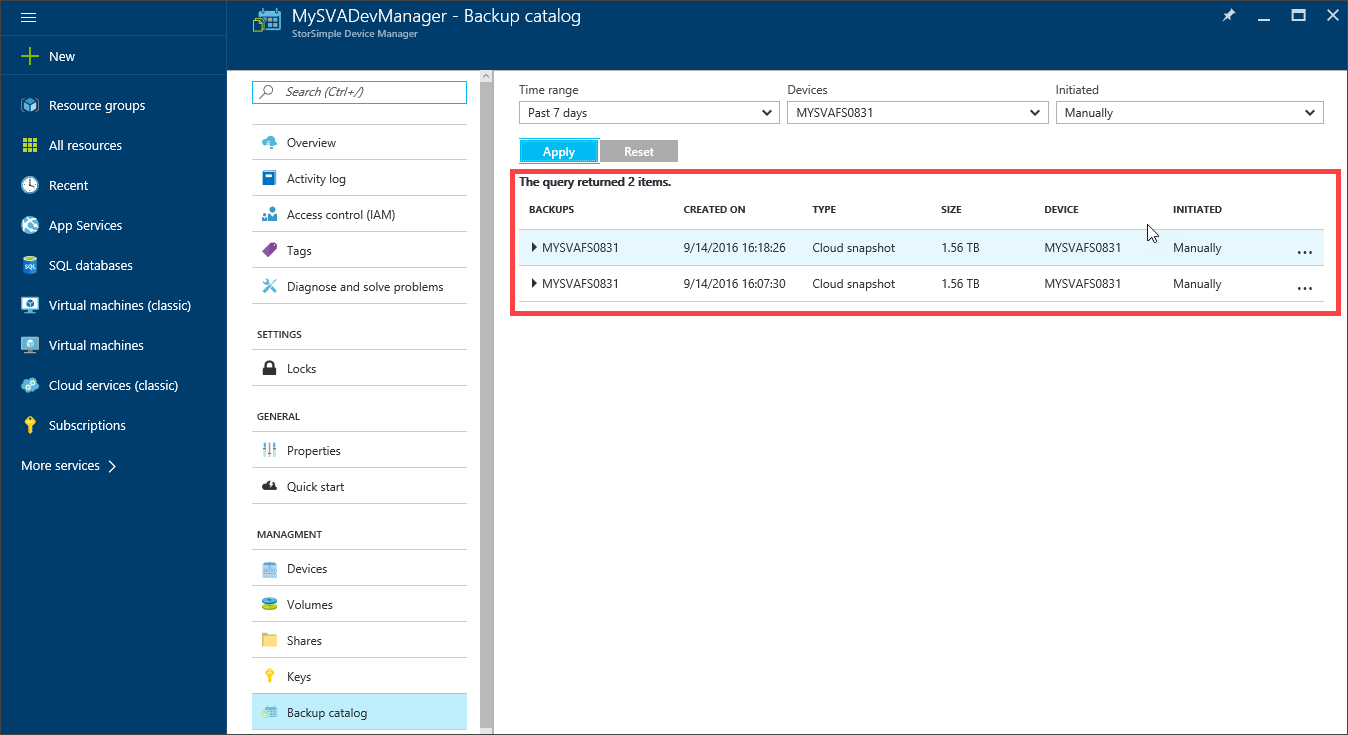 MySVADevManager - Backup catalog
StorSimple Device Manager
New
Resource groups
All resources
Recent
App Services
SQL databases
Virtual machines (classic)
Virtual machines
Cloud services (classic)
Subscriptions
More services
Search (Ctrl+/)
Overview
Activity log
Access control (IAM)
Tags
Diagnose and solve problems
SETTINGS
Locks
GENERAL
Properties
Quick start
MANAGMENT
Devices
Volumes
Shares
Keys
Backup catalog
Time range Devices Initiated
Past 7 days MYSVAFS0831 Manually
Apply Reset
The query returned 2 items.
BACKUPS CREATED ON TYPE SIZE DEVICE INITIATED
MYSVAFS0831 9/14/2016 16:18:26 Cloud snapshot 1.56 TB MYSVAFS0831 Manually ...
MYSVAFS0831 9/14/2016 16:07:30 Cloud snapshot 1.56 TB MYSVAFS0831 Manually ...